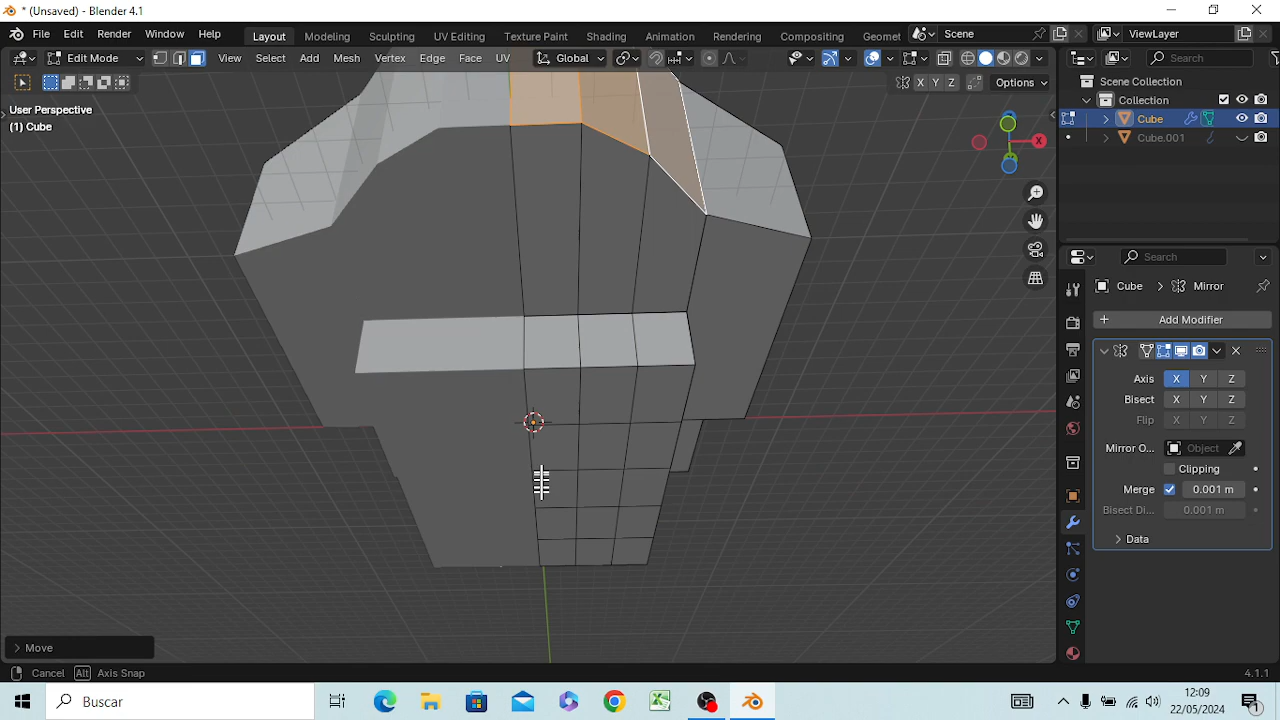 * (Unsaved) - Blender 4.1
File Edit Render Window Help Layout Modeling Sculpting UV Editing Texture Paint Shading Animation Rendering Compositing Geometr Scene ViewLayer
Edit Mode View Select Add Mesh Vertex Edge Face UV Global Search
X Y Z Options
User Perspective
(1) Cube
X
Scene Collection
Collection
Cube
Cube.001
Search
Cube Mirror
Add Modifier
Axis X Y Z
Bisect X Y Z
Flip X Y Z
Mirror O... Object
Clipping
Merge 0.001 m
Bisect Di... 0.001 m
Data
Move
Cancel Alt Axis Snap 4.1.1
Buscar
12:09
22/05/2024
1